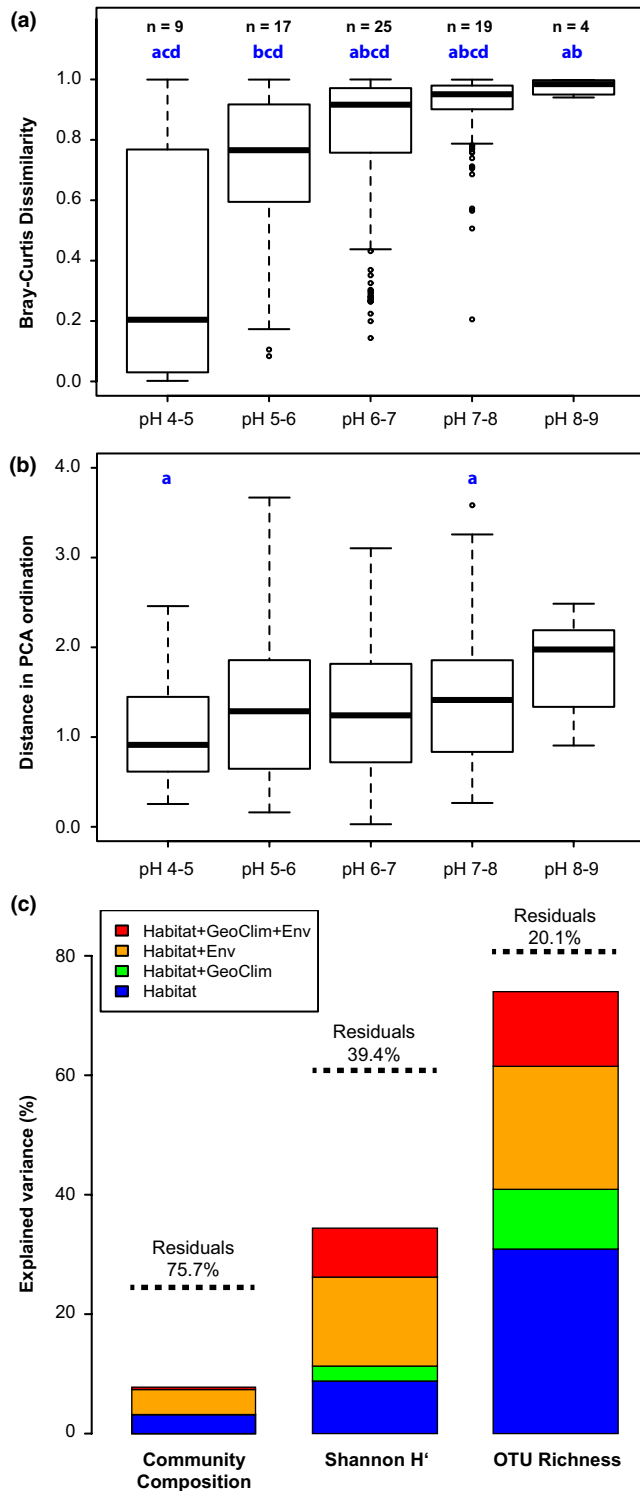 (a)
n = 9 n = 17 n = 25 n = 19 n = 4
acd bcd abcd abcd ab
1.0
0.8
0.6
0.4
0.2
0.0
Bray-Curtis Dissimilarity
pH 4-5 pH 5-6 pH 6-7 pH 7-8 pH 8-9
(b)
4.0
3.0
2.0
1.0
0.0
a a
Distance in PCA ordination
pH 4-5 pH 5-6 pH 6-7 pH 7-8 pH 8-9
(c)
Habitat+GeoClim+Env
Habitat+Env
Habitat+GeoClim
Habitat
80
60
40
20
0
Explained variance (%)
Residuals
75.7%
Residuals
39.4%
Residuals
20.1%
Community
Composition
Shannon H‘
OTU Richness